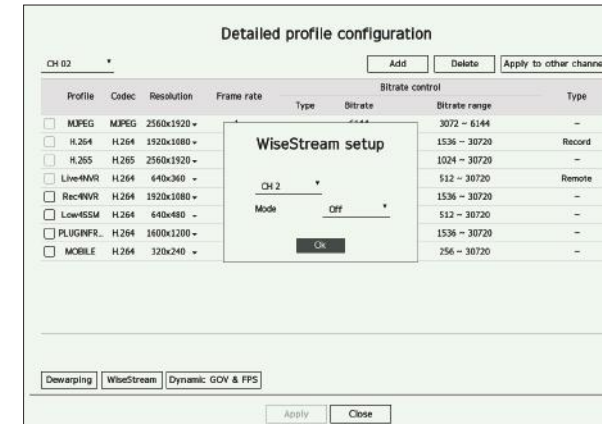 Detailed profile configuration
CH 02 Add Delete Apply to other channe
Bitrate control
Profile Codec Resolution Frame rate Type
Type Bitrate Bitrate range
MJPEG MJPEG 2560x1920 3072 ~ 6144 -
H.264 H.264 1920x1080 1536 ~ 30720 Record
H.265 H.265 2560x1920 1024 ~ 30720 -
Live4NVR H.264 640x360 512 ~ 30720 Remote
Rec4NVR H.264 1920x1080 1536 ~ 30720 -
Low4SSM H.264 640x480 512 ~ 30720 -
PLUGINFR... H.264 1600x1200 1536 ~ 30720 -
MOBILE H.264 320x240 256 ~ 30720 -
WiseStream setup
CH 2
Mode Off
Ok
Dewarping WiseStream Dynamic GOV & FPS
Apply Close